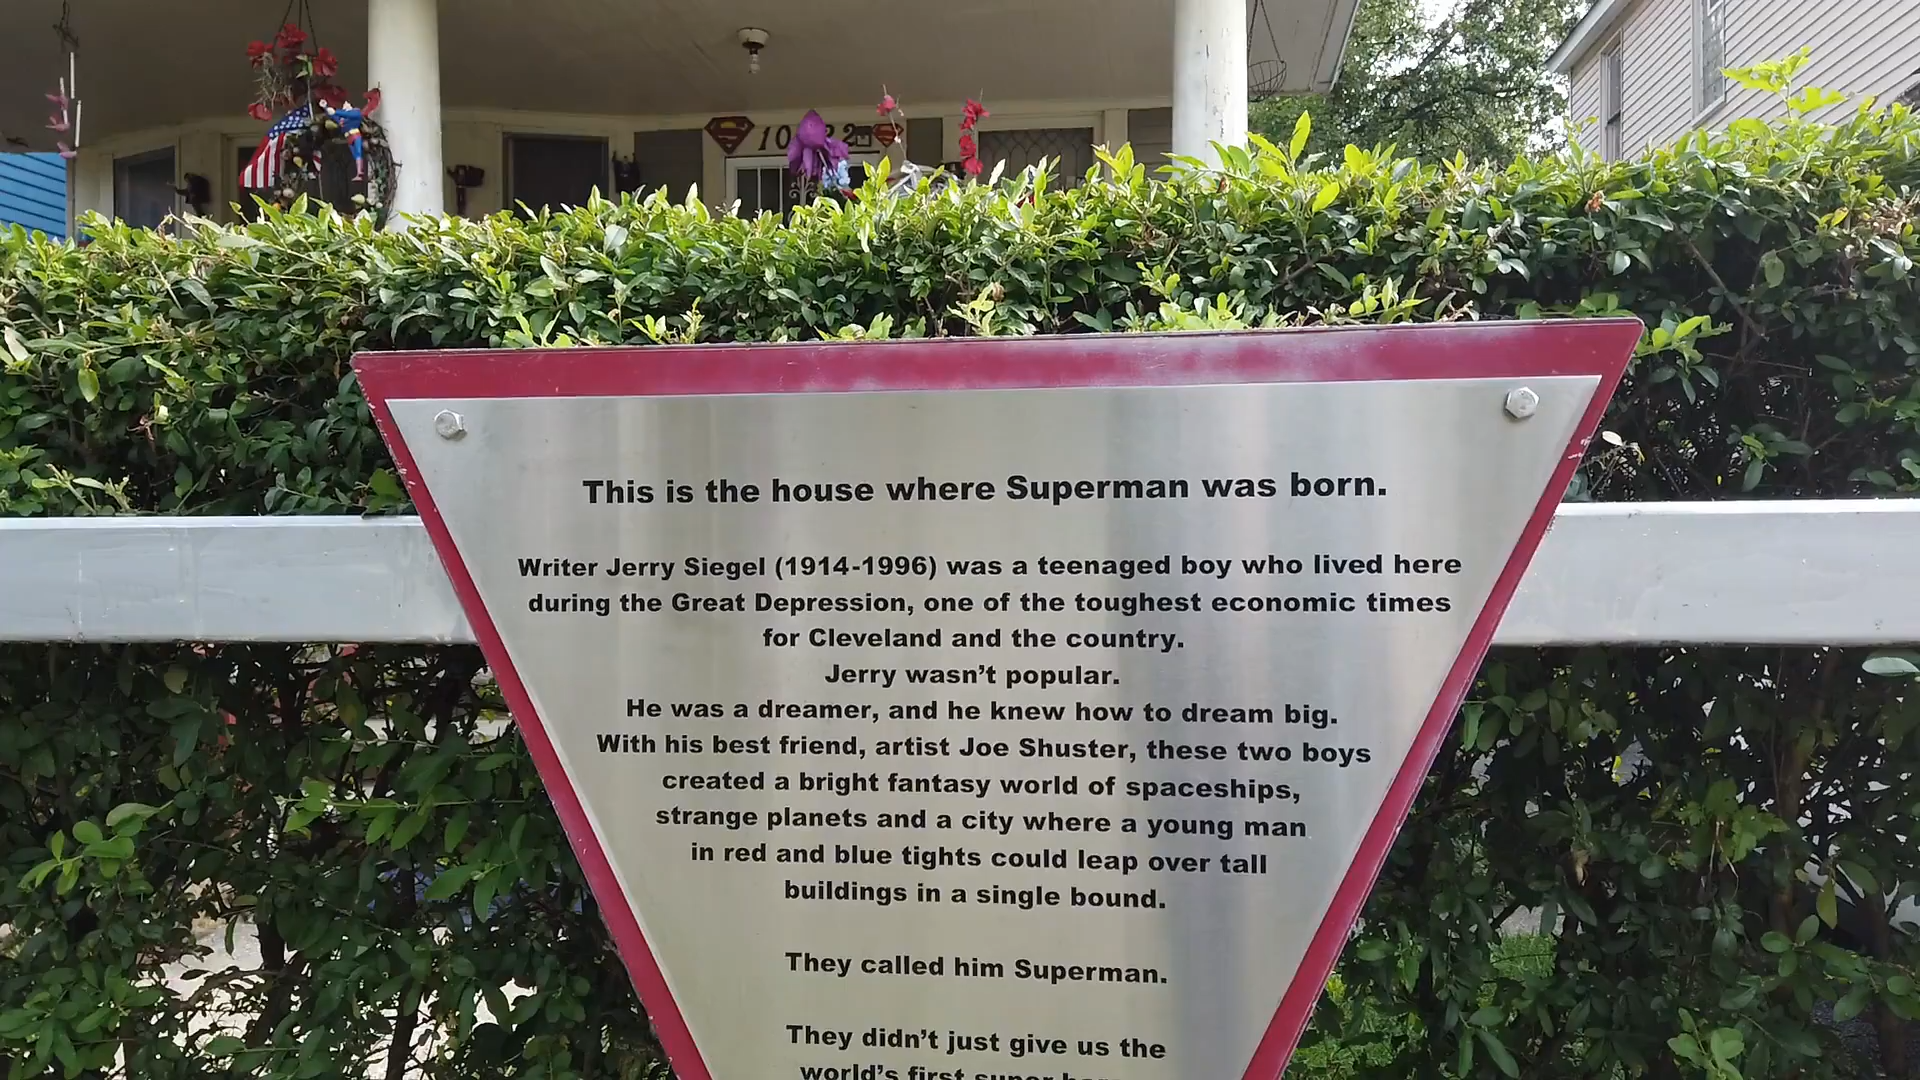 This is the house where Superman was born.
Writer Jerry Siegel (1914-1996) was a teenaged boy who lived here
during the Great Depression, one of the toughest economic times
for Cleveland and the country.
Jerry wasn't popular.
He was a dreamer, and he knew how to dream big.
With his best friend, artist Joe Shuster, these two boys
created a bright fantasy world of spaceships,
strange planets and a city where a young man
in red and blue tights could leap over tall
buildings in a single bound.
They called him Superman.
They didn't just give us the
world's first super